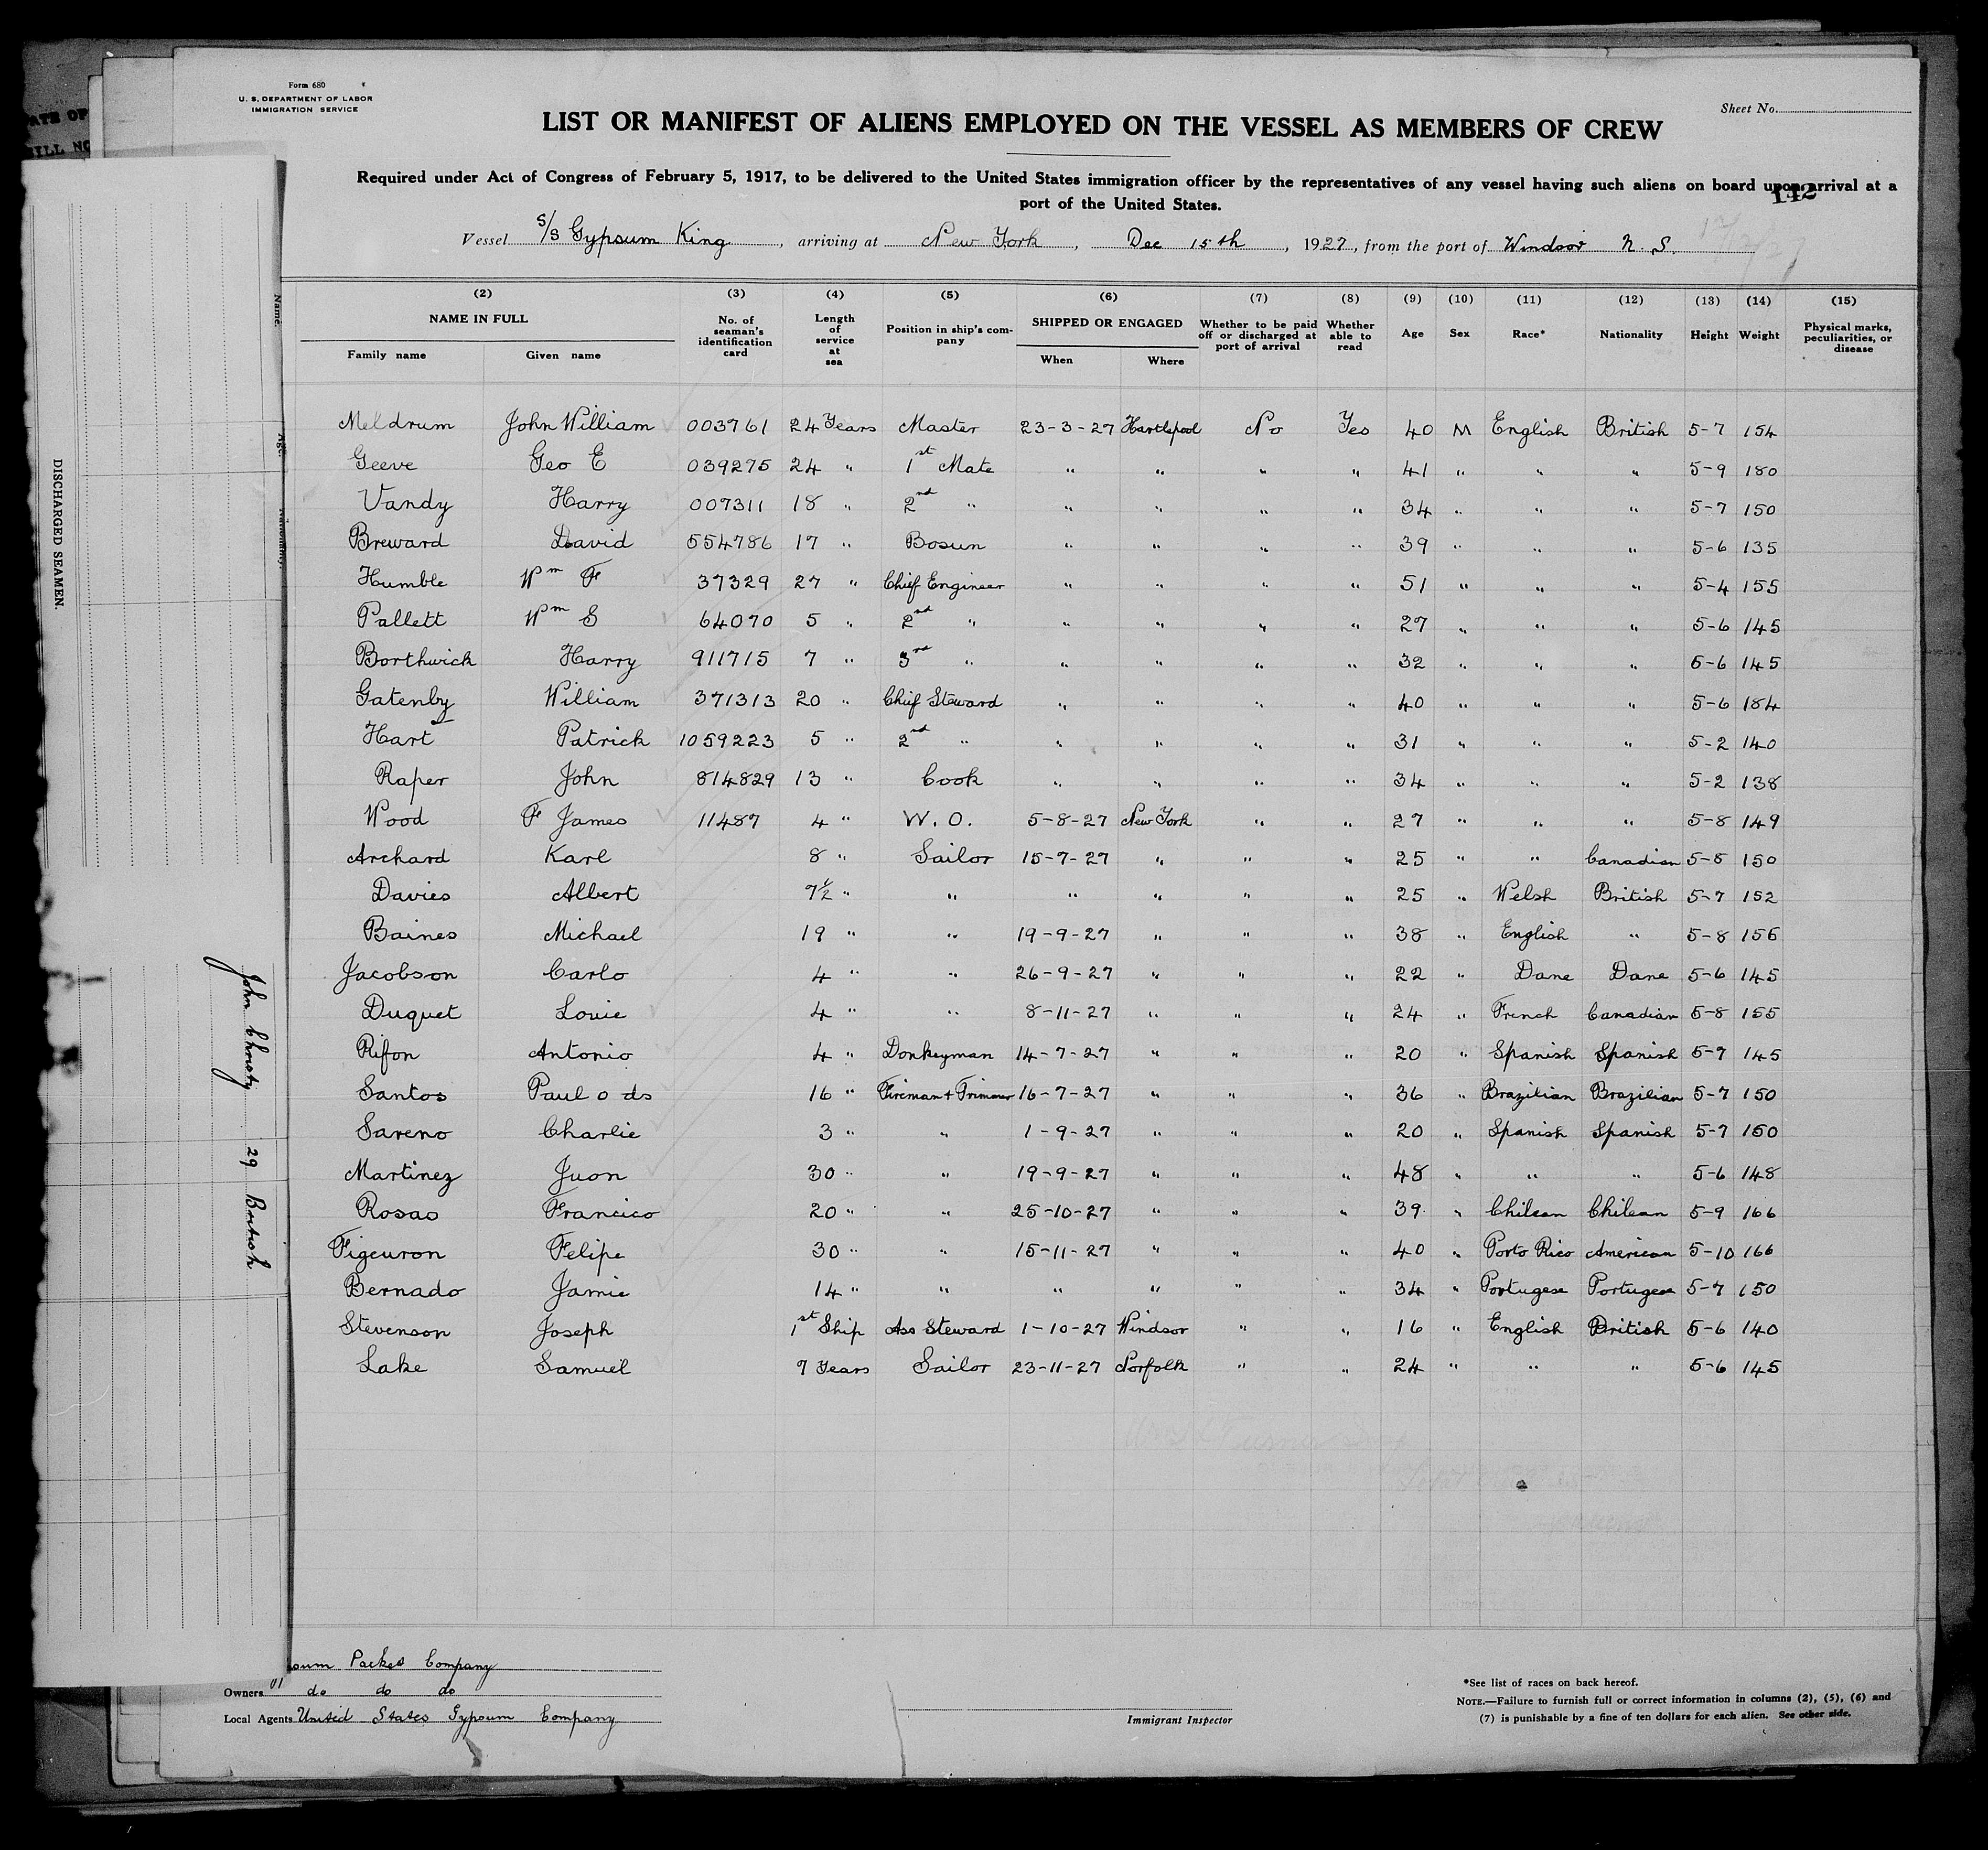 Form 680
U. S. DEPARTMENT OF LABOR
IMMIGRATION SERVICE
Sheet No.
LIST OR MANIFEST OF ALIENS EMPLOYED ON THE VESSEL AS MEMBERS OF CREW
Required under Act of Congress of February 5, 1917, to be delivered to the United States immigration officer by the representatives of any vessel having such aliens on board upon arrival at a
port of the United States.
142
Vessel S/S Gypsum King, arriving at New York, Dec 15th, 1927, from the port of Windsor N. S.
(2) (3) (4) (5) (6) (7) (8) (9) (10) (11) (12) (13) (14) (15)
NAME IN FULL No. of seaman's identification card Length of service at sea Position in ship's company SHIPPED OR ENGAGED Whether to be paid off or discharged at port of arrival Whether able to read Age Sex Race* Nationality Height Weight Physical marks, peculiarities, or disease
Family name Given name When Where
Meldrum John William 003761 24 Years Master 23-3-27 Hartlepool No Yes 40 M English British 5-7 154
Geeve Geo E 039275 24 " 1st Mate " " " " 41 " " " 5-9 180
Vandy Harry 007311 18 " 2nd " " " " " 34 " " " 5-7 150
Breward David 554786 17 " Bosun " " " " 39 " " " 5-6 135
Humble Wm F 37329 27 " Chief Engineer " " " " 51 " " " 5-4 155
Pallett Wm S 64070 5 " 2nd " " " " " 27 " " " 5-6 145
Borthwick Harry 911715 7 " 3rd " " " " " 32 " " " 5-6 145
Gatenby William 371313 20 " Chief Steward " " " " 40 " " " 5-6 184
Hart Patrick 1059223 5 " 2nd " " " " " 31 " " " 5-2 140
Raper John 814829 13 " Cook " " " " 34 " " " 5-2 138
Wood F James 11487 4 " W. O. 5-8-27 New York " " 27 " " " 5-8 149
Archard Karl 8 " Sailor 15-7-27 " " " 25 " " Canadian 5-8 150
Davies Albert 7½ " " " " " " 25 " Welsh British 5-7 152
Baines Michael 19 " " 19-9-27 " " " 38 " English " 5-8 156
Jacobson Carlo 4 " " 26-9-27 " " " 22 " Dane Dane 5-6 145
Duquet Louie 4 " " 8-11-27 " " " 24 " French Canadian 5-8 155
Rifon Antonio 4 " Donkeyman 14-7-27 " " " 20 " Spanish Spanish 5-7 145
Santos Paul o ds 16 " Fireman + Trimmer 16-7-27 " " " 36 " Brazilian Brazilian 5-7 150
Sareno Charlie 3 " " 1-9-27 " " " 20 " Spanish Spanish 5-7 150
Martinez Juon 30 " " 19-9-27 " " " 48 " " " 5-6 148
Rosas Francico 20 " " 25-10-27 " " " 39 " Chilean Chilean 5-9 166
Figeuron Felipe 30 " " 15-11-27 " " " 40 " Porto Rico American 5-10 166
Bernado Jamie 14 " " " " " " 34 " Portugese Portugese 5-7 150
Stevenson Joseph 1st Ship Ass Steward 1-10-27 Windsor " " 16 " English British 5-6 140
Lake Samuel 7 Years Sailor 23-11-27 Norfolk " " 24 " " " 5-6 145
Company
Owners do do do
Local Agents United States Gypsum Company
Immigrant Inspector
*See list of races on back hereof.
NOTE.—Failure to furnish full or correct information in columns (2), (5), (6) and
(7) is punishable by a fine of ten dollars for each alien. See other side.
DISCHARGED SEAMEN.
Name.
Age.
John 29 British